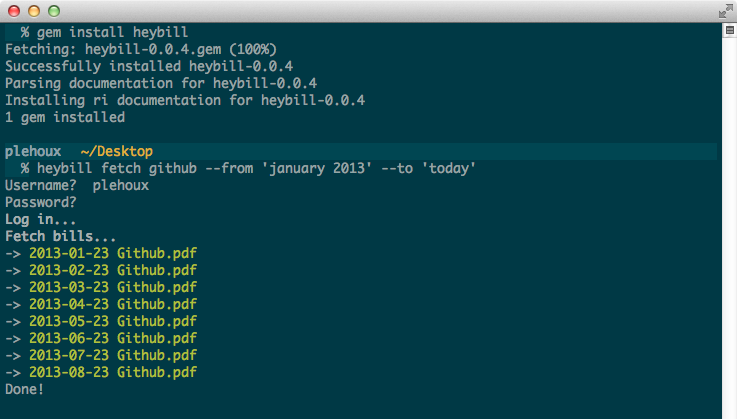 % gem install heybill
Fetching: heybill-0.0.4.gem (100%)
Successfully installed heybill-0.0.4
Parsing documentation for heybill-0.0.4
Installing ri documentation for heybill-0.0.4
1 gem installed
plehoux ~/Desktop
% heybill fetch github --from 'january 2013' --to 'today'
Username? plehoux
Password?
Log in...
Fetch bills...
-> 2013-01-23 Github.pdf
-> 2013-02-23 Github.pdf
-> 2013-03-23 Github.pdf
-> 2013-04-23 Github.pdf
-> 2013-05-23 Github.pdf
-> 2013-06-23 Github.pdf
-> 2013-07-23 Github.pdf
-> 2013-08-23 Github.pdf
Done!